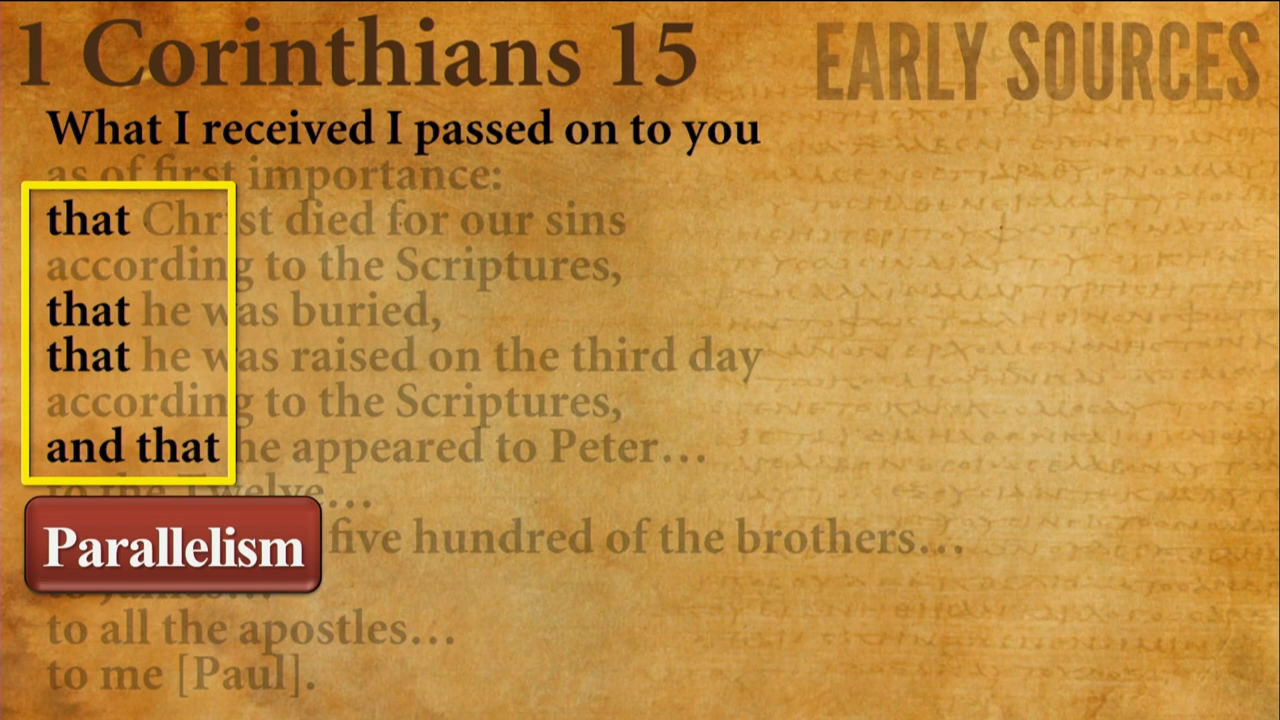 1 Corinthians 15
EARLY SOURCES
What I received I passed on to you
as of first importance:
that Christ died for our sins
according to the Scriptures,
that he was buried,
that he was raised on the third day
according to the Scriptures,
and that he appeared to Peter…
to the Twelve…
five hundred of the brothers…
Parallelism
to James…
to all the apostles…
to me [Paul].